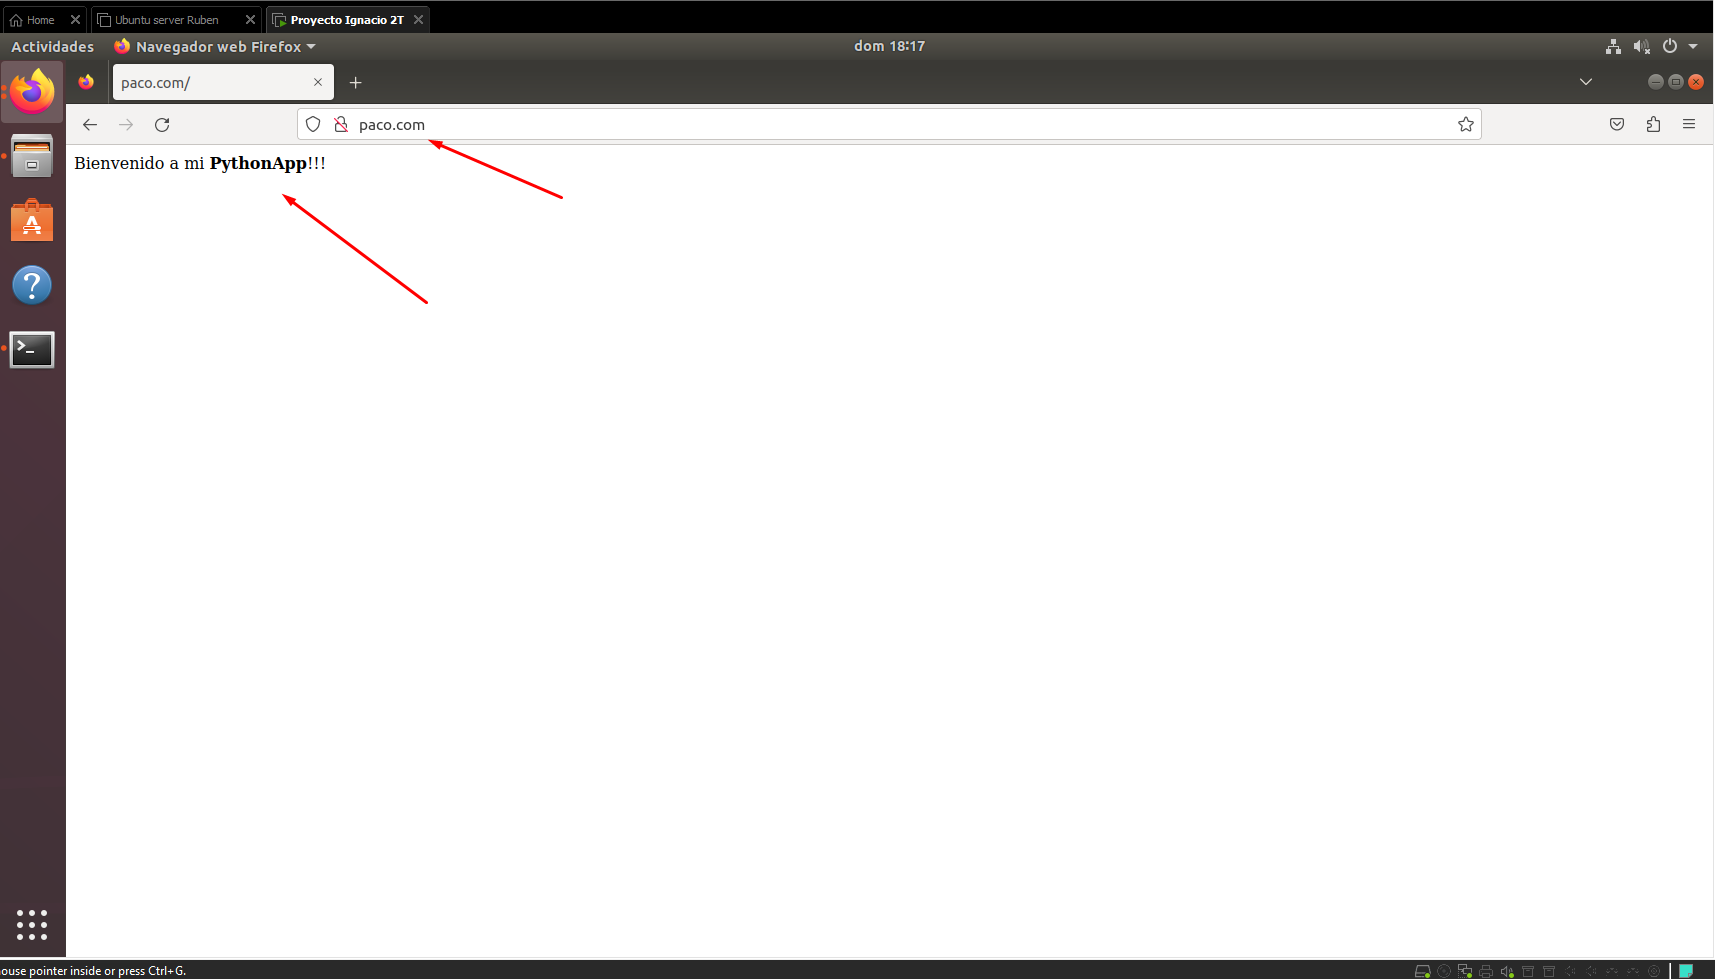 Home
Ubuntu server Ruben
Proyecto Ignacio 2T
Actividades
Navegador web Firefox
dom 18:17
paco.com/
paco.com
Bienvenido a mi PythonApp!!!
ouse pointer inside or press Ctrl+G.